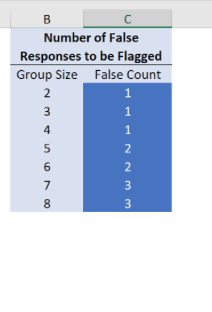 B C
Number of False
Responses to be Flagged
Group Size False Count
2 1
3 1
4 1
5 2
6 2
7 3
8 3